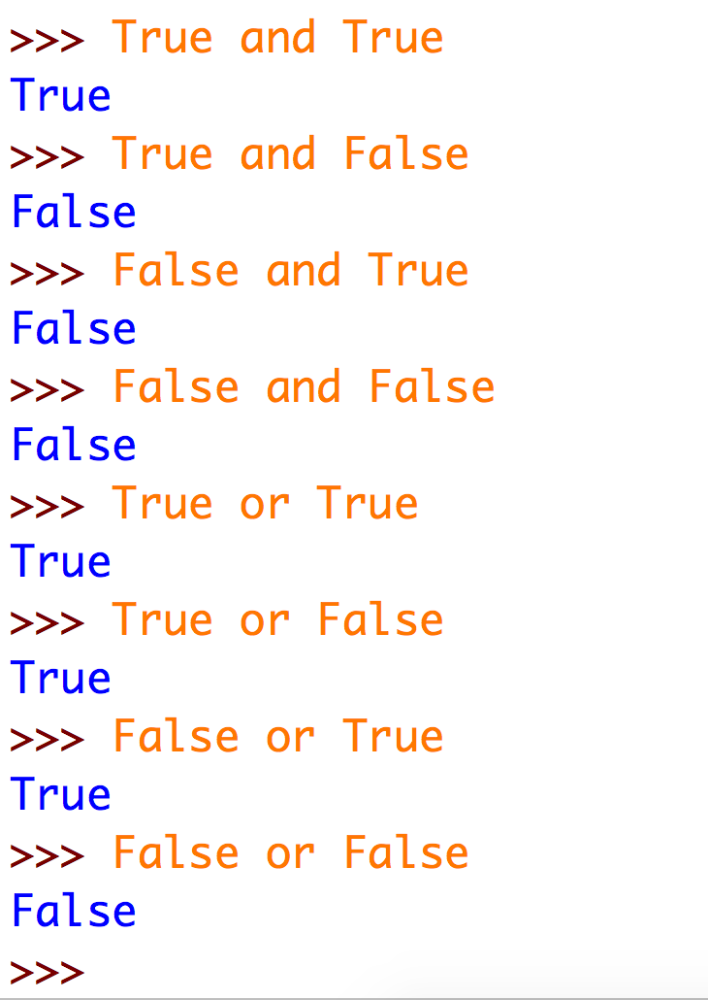 >>> True and True
True
>>> True and False
False
>>> False and True
False
>>> False and False
False
>>> True or True
True
>>> True or False
True
>>> False or True
True
>>> False or False
False
>>>